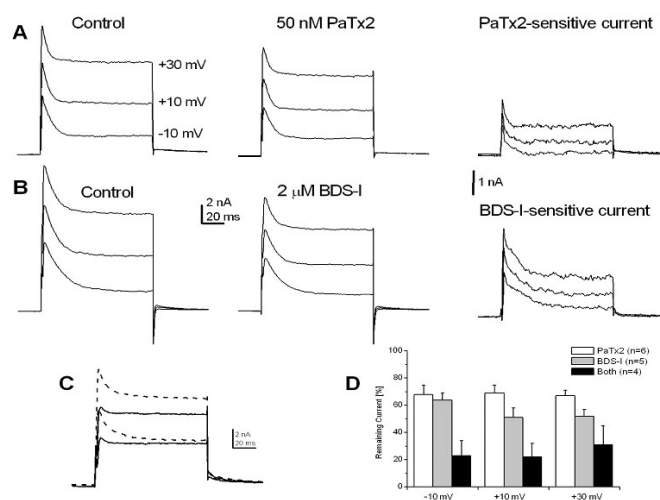 A
Control
50 nM PaTx2
PaTx2-sensitive current
+30 mV
+10 mV
-10 mV
1 nA
B
Control
2 nA
20 ms
2 μM BDS-I
BDS-I-sensitive current
C
2 nA
20 ms
D
PaTx2 (n=6)
BDS-I (n=5)
Both (n=4)
Remaining Current [%]
100
80
60
40
20
0
-10 mV
+10 mV
+30 mV